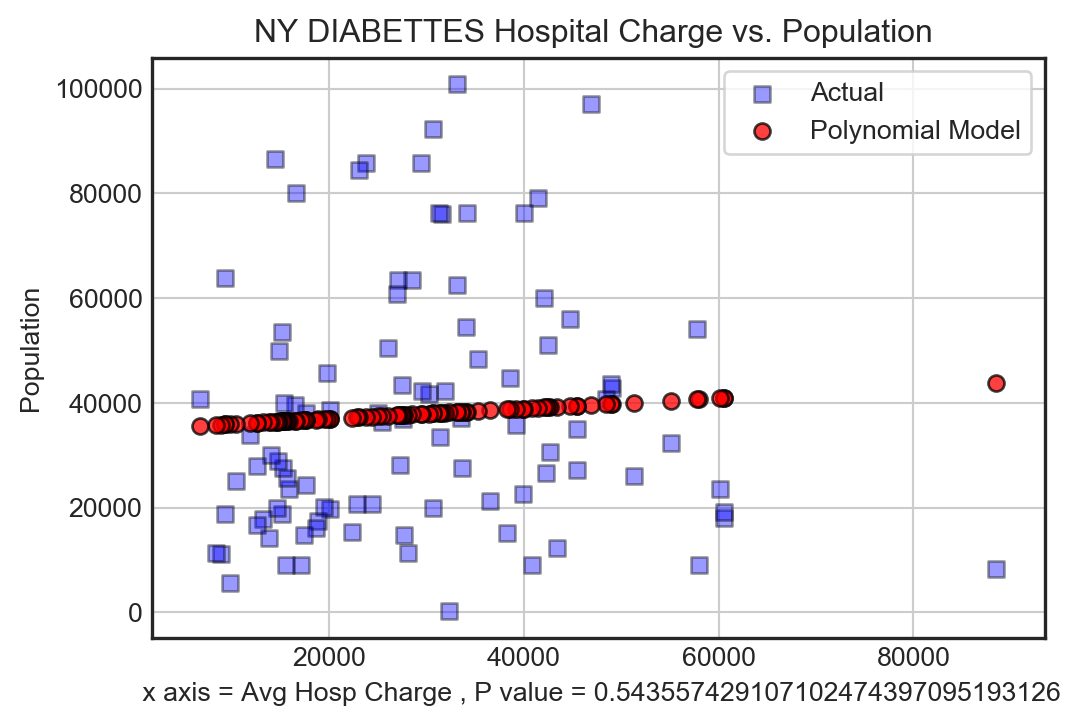 NY DIABETTES Hospital Charge vs. Population
100000
80000
60000
40000
20000
0
Population
Actual
Polynomial Model
20000 40000 60000 80000
x axis = Avg Hosp Charge , P value = 0.5435574291071024743970951931​26